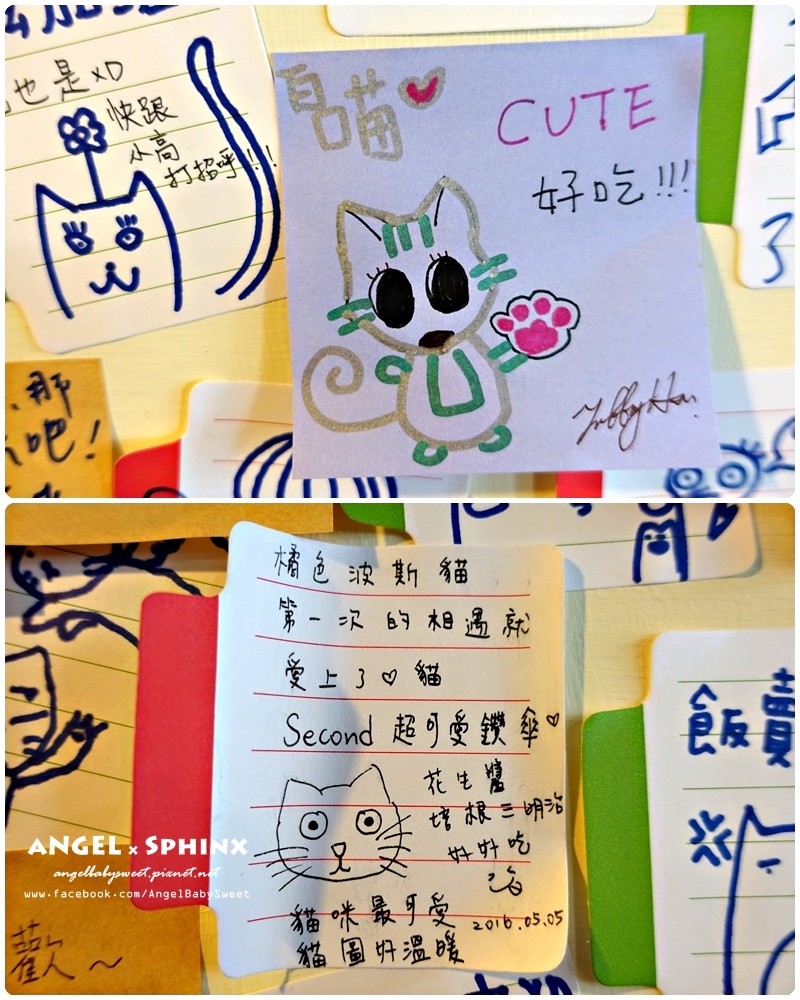 也是XD
快跟
小高
打招呼!!
貓♡
CUTE
好吃!!!
那
吧!
橘色波斯貓
第一次的相遇就
愛上了♡貓
Second 超可愛鑽傘♡
花生醬
培根三明治
好好吃
貓咪最可愛
2016.05.05
貓圖好溫暖
飯賣
歡~
ANGEL x SPHINX
angelbabysweet.pixnet.net
www.facebook.com/AngelBabySweet